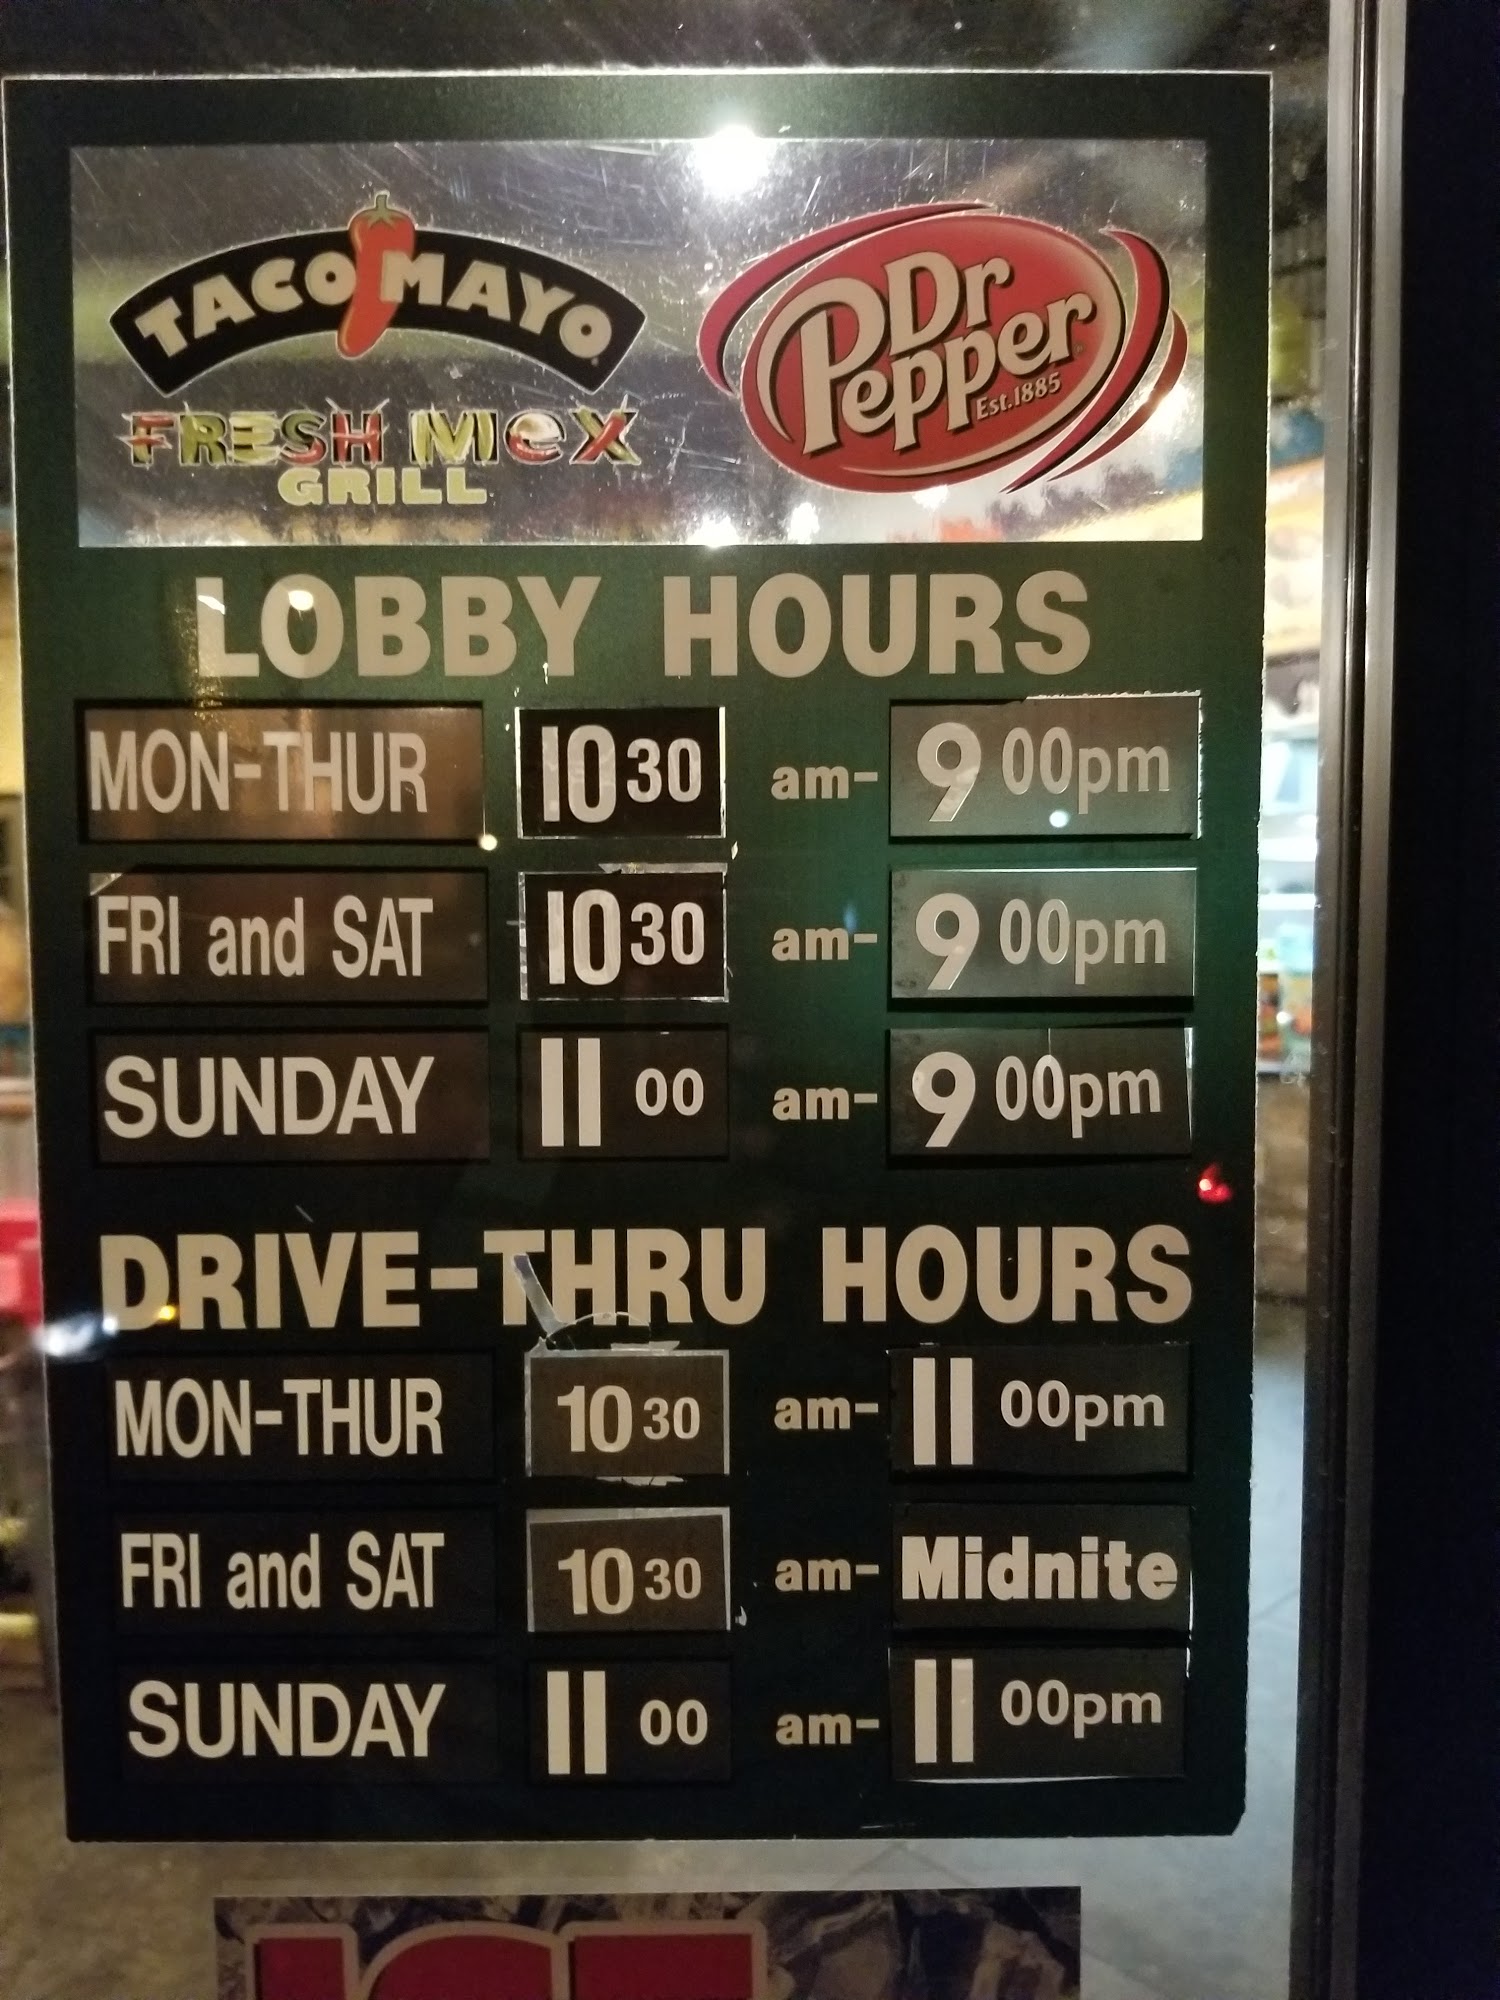 TACO MAYO
FRESH MEX
GRILL
Dr
Pepper
Est.1885
LOBBY HOURS
MON-THUR 10 30 am- 9 00pm
FRI and SAT 10 30 am- 9 00pm
SUNDAY 11 00 am- 9 00pm
DRIVE-THRU HOURS
MON-THUR 10 30 am- 11 00pm
FRI and SAT 10 30 am- Midnite
SUNDAY 11 00 am- 11 00pm